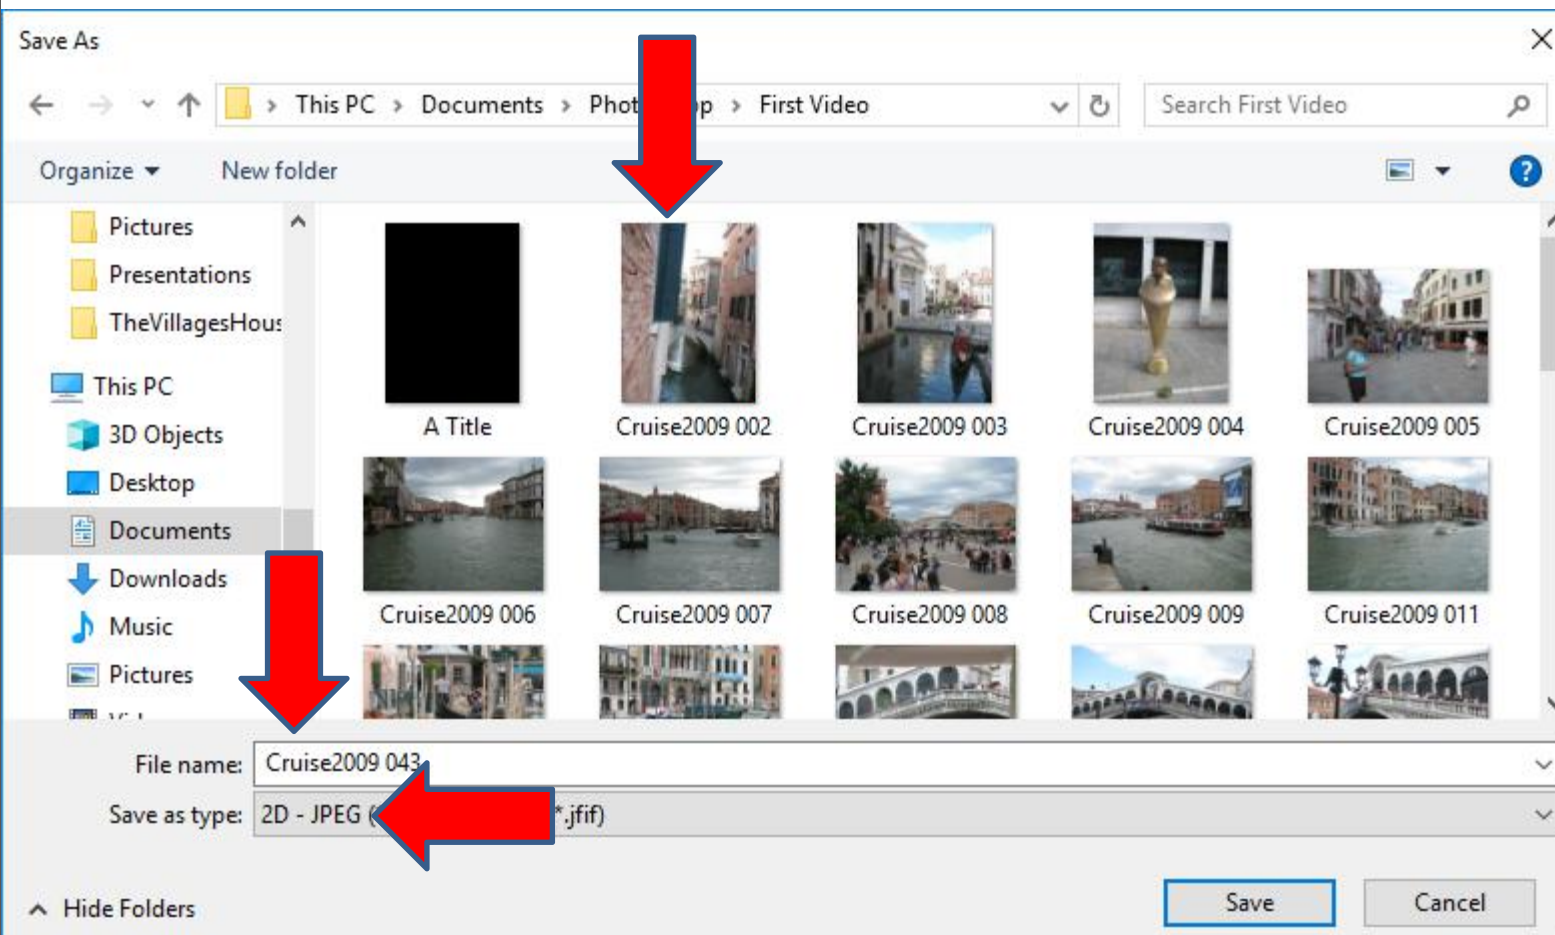 Save As
This PC > Documents > Phot p > First Video
Search First Video
Organize
New folder
Pictures
Presentations
TheVillagesHous
This PC
3D Objects
Desktop
Documents
Downloads
Music
Pictures
A Title
Cruise2009 002
Cruise2009 003
Cruise2009 004
Cruise2009 005
Cruise2009 006
Cruise2009 007
Cruise2009 008
Cruise2009 009
Cruise2009 011
File name: Cruise2009 043
Save as type: 2D - JPEG ( *.jfif)
Hide Folders
Save
Cancel